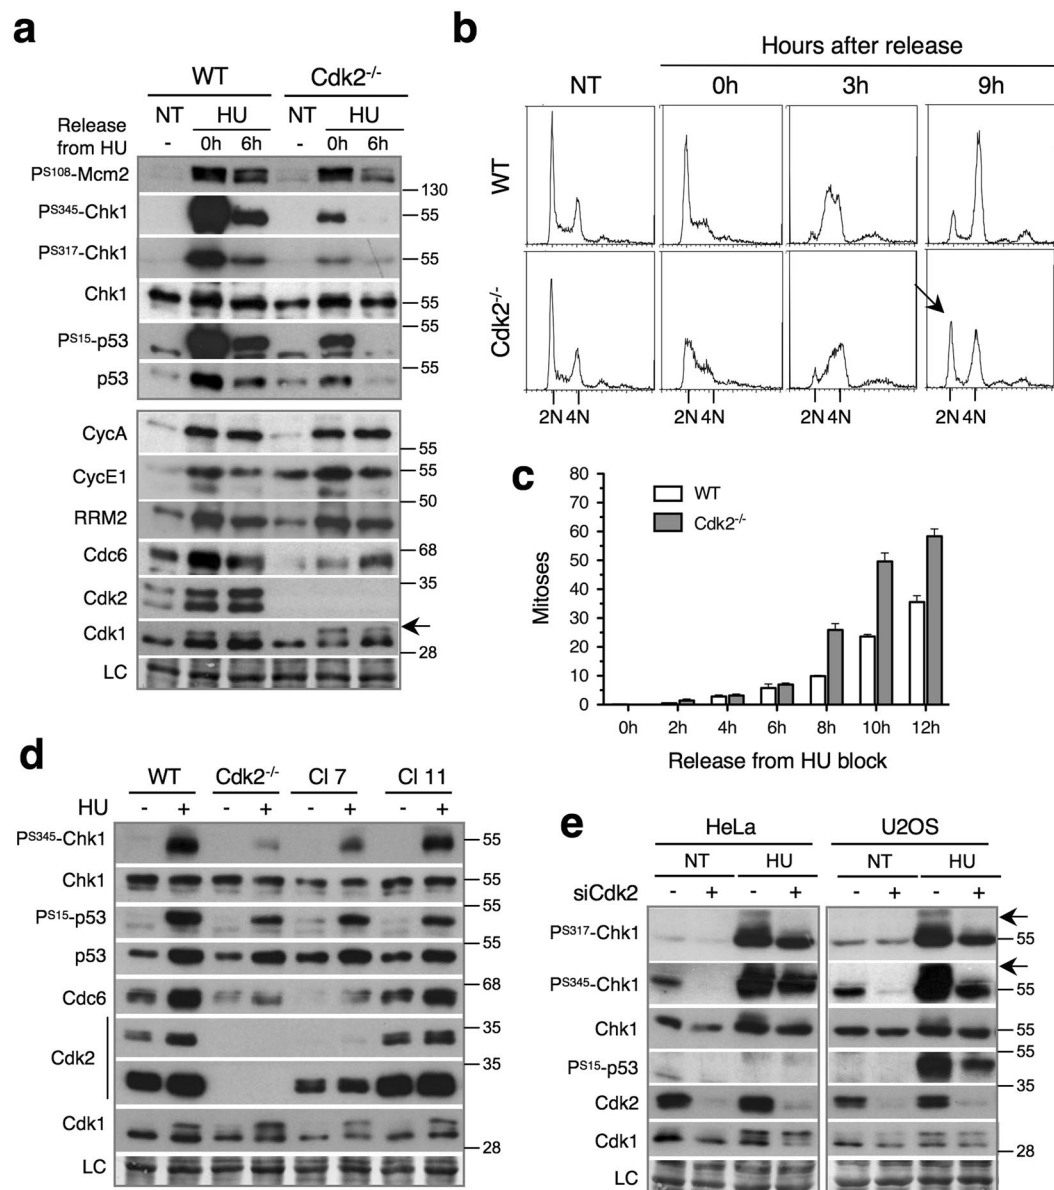 a
WT Cdk2-/-
NT HU NT HU
Release from HU - 0h 6h - 0h 6h
PS108-Mcm2
130
PS345-Chk1 55
PS317-Chk1 55
Chk1 55
55
PS15-p53
55
p53
CycA
55
CycE1 55
50
RRM2
68
Cdc6
35
Cdk2
Cdk1
28
LC
b
Hours after release
NT 0h 3h 9h
WT
Cdk2-/-
2N 4N 2N 4N 2N 4N 2N 4N
c
80
70
60
50
40
30
20
10
0
Mitoses
WT
Cdk2-/-
0h 2h 4h 6h 8h 10h 12h
Release from HU block
d
WT Cdk2-/- Cl 7 Cl 11
HU - + - + - + - +
PS345-Chk1 55
Chk1 55
55
PS15-p53
55
p53
68
Cdc6
35
Cdk2
35
Cdk1
28
LC
e
HeLa U2OS
NT HU NT HU
siCdk2 - + - + - + - +
PS317-Chk1 55
PS345-Chk1 55
Chk1 55
55
PS15-p53
35
Cdk2
Cdk1 28
LC